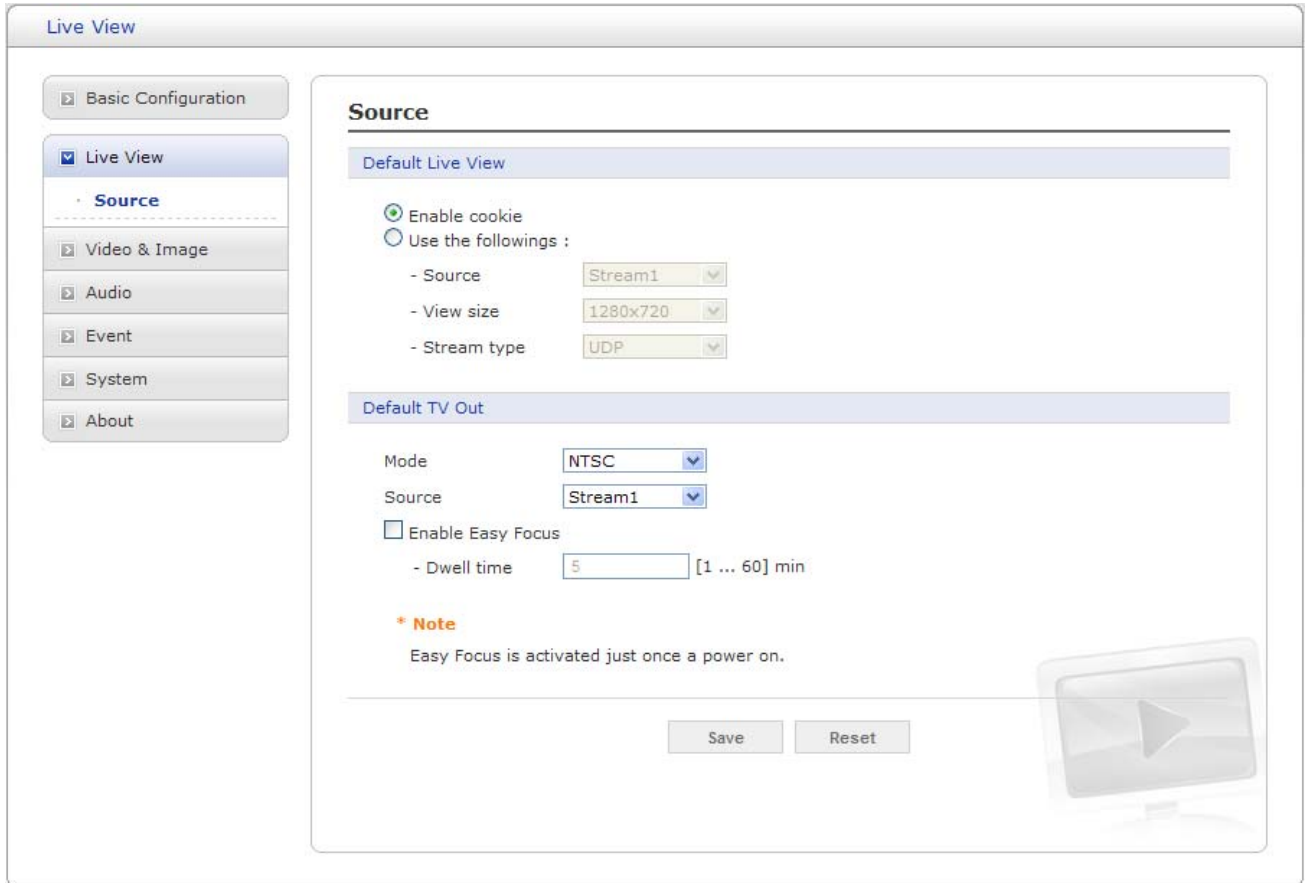 Live View
Basic Configuration
Live View
· Source
Video & Image
Audio
Event
System
About
Source
Default Live View
Enable cookie
Use the followings :
- Source Stream1
- View size 1280x720
- Stream type UDP
Default TV Out
Mode NTSC
Source Stream1
Enable Easy Focus
- Dwell time 5 [1 ... 60] min
* Note
Easy Focus is activated just once a power on.
Save Reset